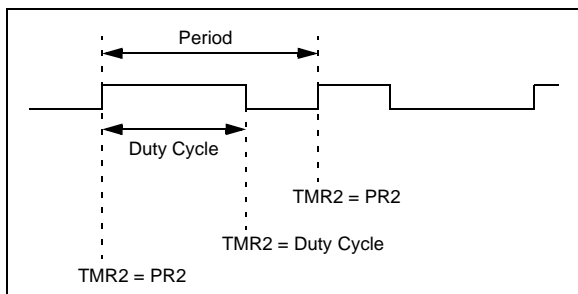 Period
Duty Cycle
TMR2 = PR2
TMR2 = Duty Cycle
TMR2 = PR2